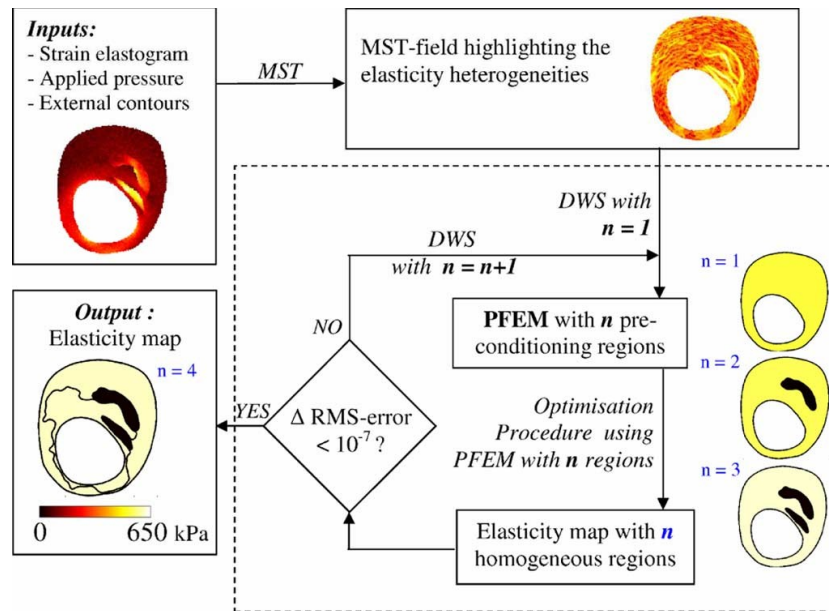 Inputs:
- Strain elastogram
- Applied pressure
- External contours
MST
MST-field highlighting the
elasticity heterogeneities
DWS with
n = 1
DWS
with n = n+1
n = 1
PFEM with n pre-
conditioning regions
n = 2
Optimisation
Procedure using
PFEM with n regions
n = 3
Elasticity map with n
homogeneous regions
NO
Δ RMS-error
< 10⁻⁷ ?
YES
Output :
Elasticity map
n = 4
0 650 kPa